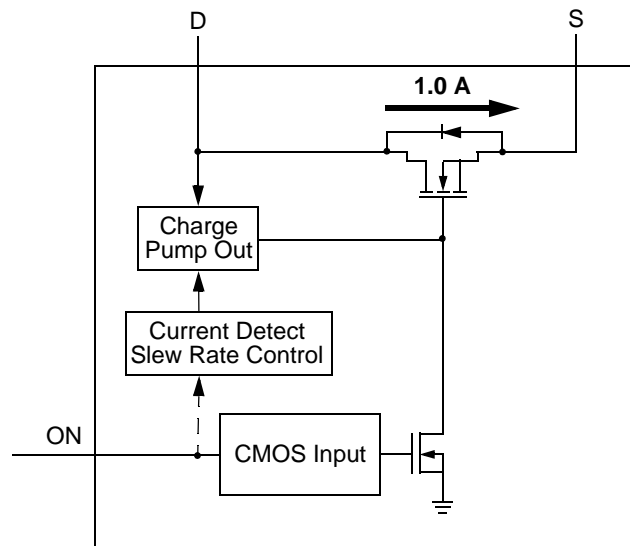 D
S
1.0 A
Charge
Pump Out
Current Detect
Slew Rate Control
ON
CMOS Input